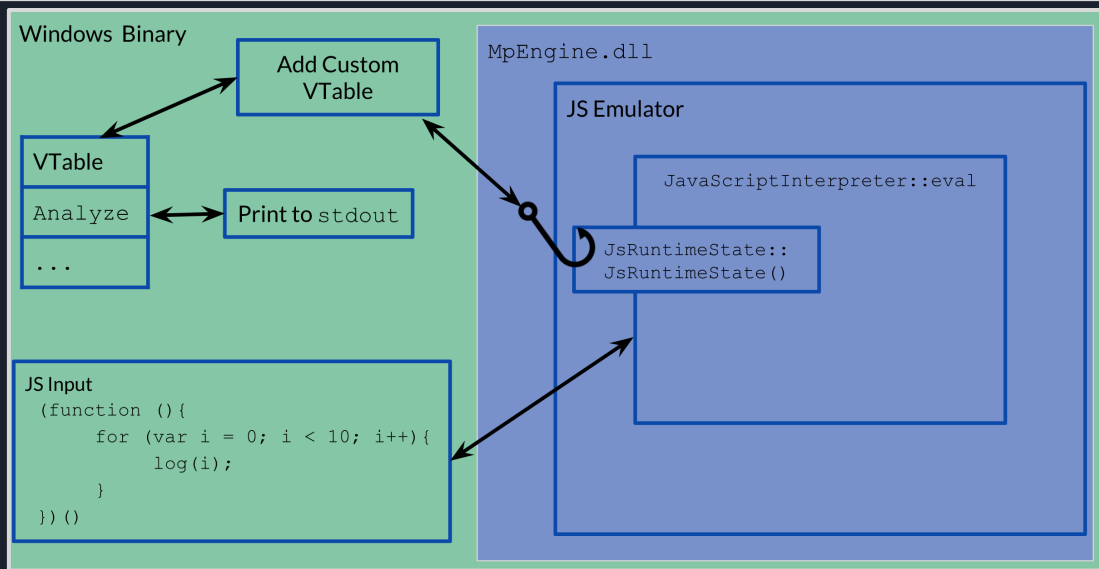 Windows Binary
Add Custom
VTable
VTable
Analyze
...
Print to stdout
JS Input
(function (){
for (var i = 0; i < 10; i++){
log(i);
}
})()
MpEngine.dll
JS Emulator
JavaScriptInterpreter::eval
JsRuntimeState::
JsRuntimeState()